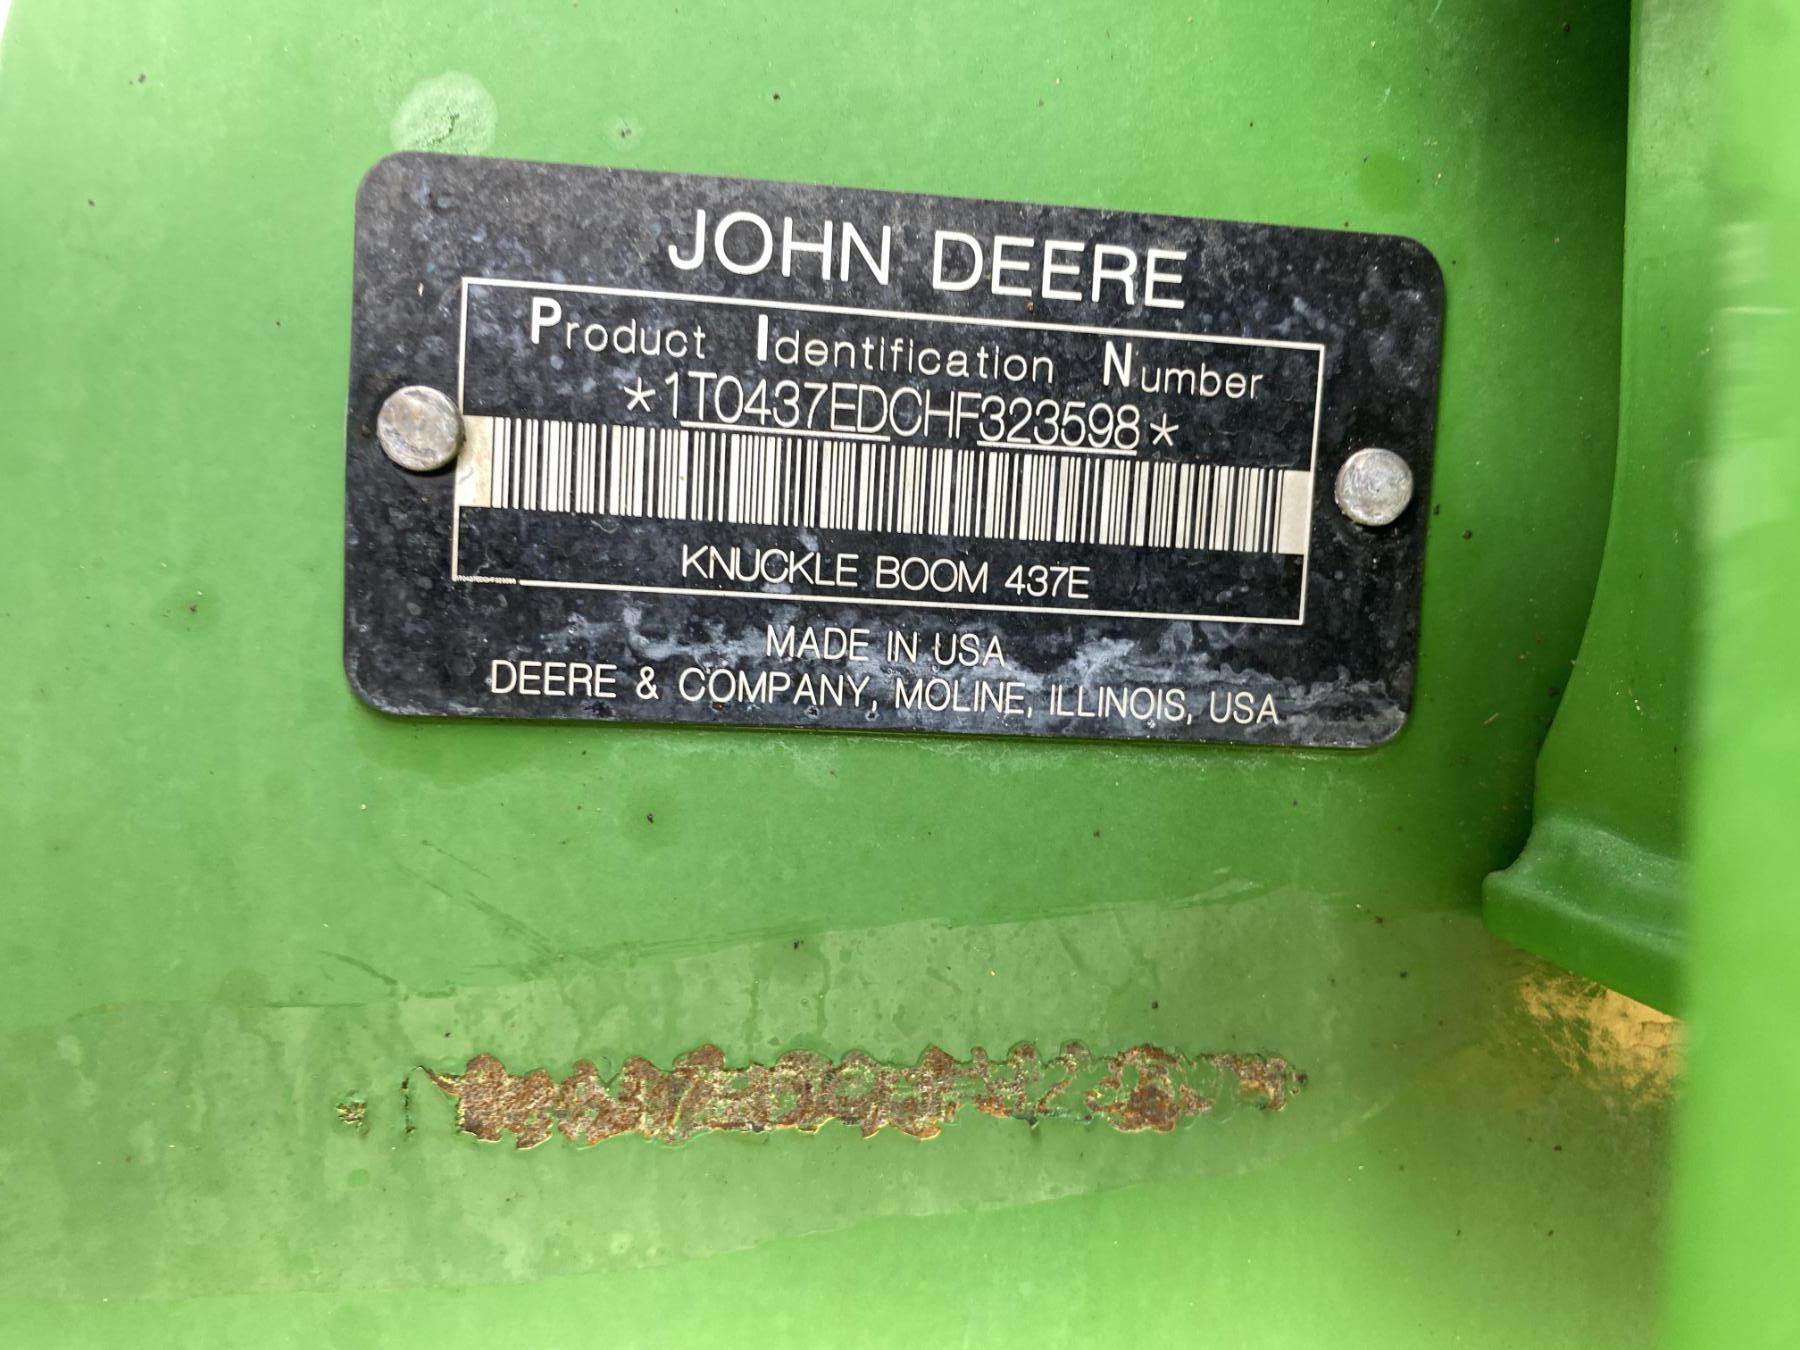 JOHN DEERE
Product Identification Number
*1T0437EDCHF323598*
KNUCKLE BOOM 437E
MADE IN USA
DEERE & COMPANY, MOLINE, ILLINOIS, USA